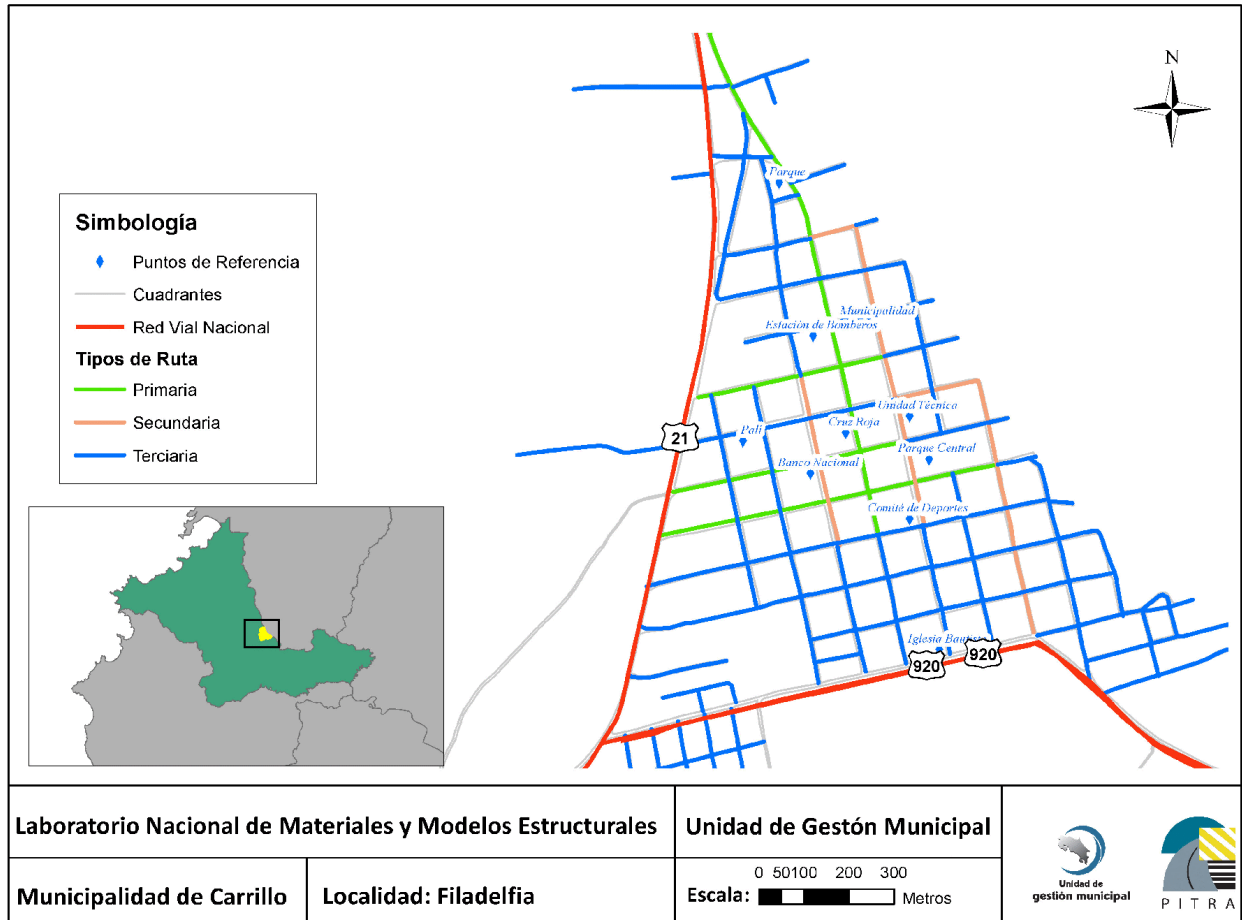 N
Parque
Simbología
Puntos de Referencia
Cuadrantes
Red Vial Nacional
Tipos de Ruta
Primaria
Secundaria
Terciaria
Municipalidad
Estación de Bomberos
Unidad Técnica
Cruz Roja
Palí
21
Parque Central
Banco Nacional
Comité de Deportes
Iglesia Bautista
920
920
Laboratorio Nacional de Materiales y Modelos Estructurales
Unidad de Gestón Municipal
Municipalidad de Carrillo
Localidad: Filadelfia
Escala:
0 50100 200 300
Metros
Unidad de
gestión municipal
PITRA